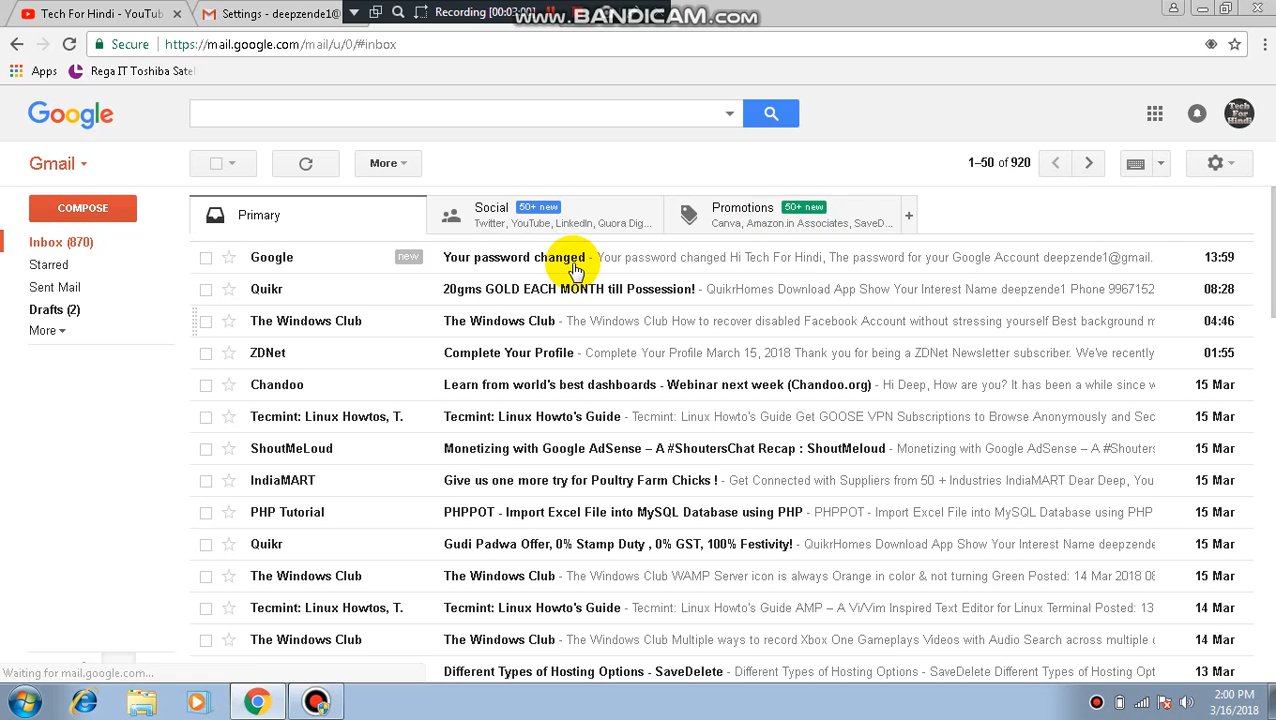 Tech For Hindi - YouTub
Settings - deepzende1@
Recording [00:03:00]
www.BANDICAM.com
Secure https://mail.google.com/mail/u/0/#inbox
Apps Rega IT Toshiba Satel
Google
Tech For Hindi
Gmail
More
1–50 of 920
COMPOSE
Primary
Social 50+ new
Twitter, YouTube, LinkedIn, Quora Dig...
Promotions 50+ new
Canva, Amazon.in Associates, SaveD...
+
Inbox (870)
Starred
Sent Mail
Drafts (2)
More
Google new Your password changed - Your password changed Hi Tech For Hindi, The password for your Google Account deepzende1@gmail. 13:59
Quikr 20gms GOLD EACH MONTH till Possession! - QuikrHomes Download App Show Your Interest Name deepzende1 Phone 9967152 08:28
The Windows Club The Windows Club - The Windows Club How to recover disabled Facebook Account without stressing yourself Best background m 04:46
ZDNet Complete Your Profile - Complete Your Profile March 15, 2018 Thank you for being a ZDNet Newsletter subscriber. We've recently 01:55
Chandoo Learn from world's best dashboards - Webinar next week (Chandoo.org) - Hi Deep, How are you? It has been a while since w 15 Mar
Tecmint: Linux Howtos, T. Tecmint: Linux Howto's Guide - Tecmint: Linux Howto's Guide Get GOOSE VPN Subscriptions to Browse Anonymously and Sec 15 Mar
ShoutMeLoud Monetizing with Google AdSense – A #ShoutersChat Recap : ShoutMeloud - Monetizing with Google AdSense – A #Shouters 15 Mar
IndiaMART Give us one more try for Poultry Farm Chicks ! - Get Connected with Suppliers from 50 + Industries IndiaMART Dear Deep, You 15 Mar
PHP Tutorial PHPPOT - Import Excel File into MySQL Database using PHP - PHPPOT - Import Excel File into MySQL Database using PHP 15 Mar
Quikr Gudi Padwa Offer, 0% Stamp Duty , 0% GST, 100% Festivity! - QuikrHomes Download App Show Your Interest Name deepzende 15 Mar
The Windows Club The Windows Club - The Windows Club WAMP Server icon is always Orange in color & not turning Green Posted: 14 Mar 2018 08 15 Mar
Tecmint: Linux Howtos, T. Tecmint: Linux Howto's Guide - Tecmint: Linux Howto's Guide AMP – A Vi/Vim Inspired Text Editor for Linux Terminal Posted: 13 14 Mar
The Windows Club The Windows Club - The Windows Club Multiple ways to record Xbox One Gameplays Videos with Audio Search across multiple 14 Mar
Different Types of Hosting Options - SaveDelete - Different Types of Hosting Options - SaveDelete Different Types of Hosting Opt 13 Mar
Waiting for mail.google.com...
2:00 PM
3/16/2018